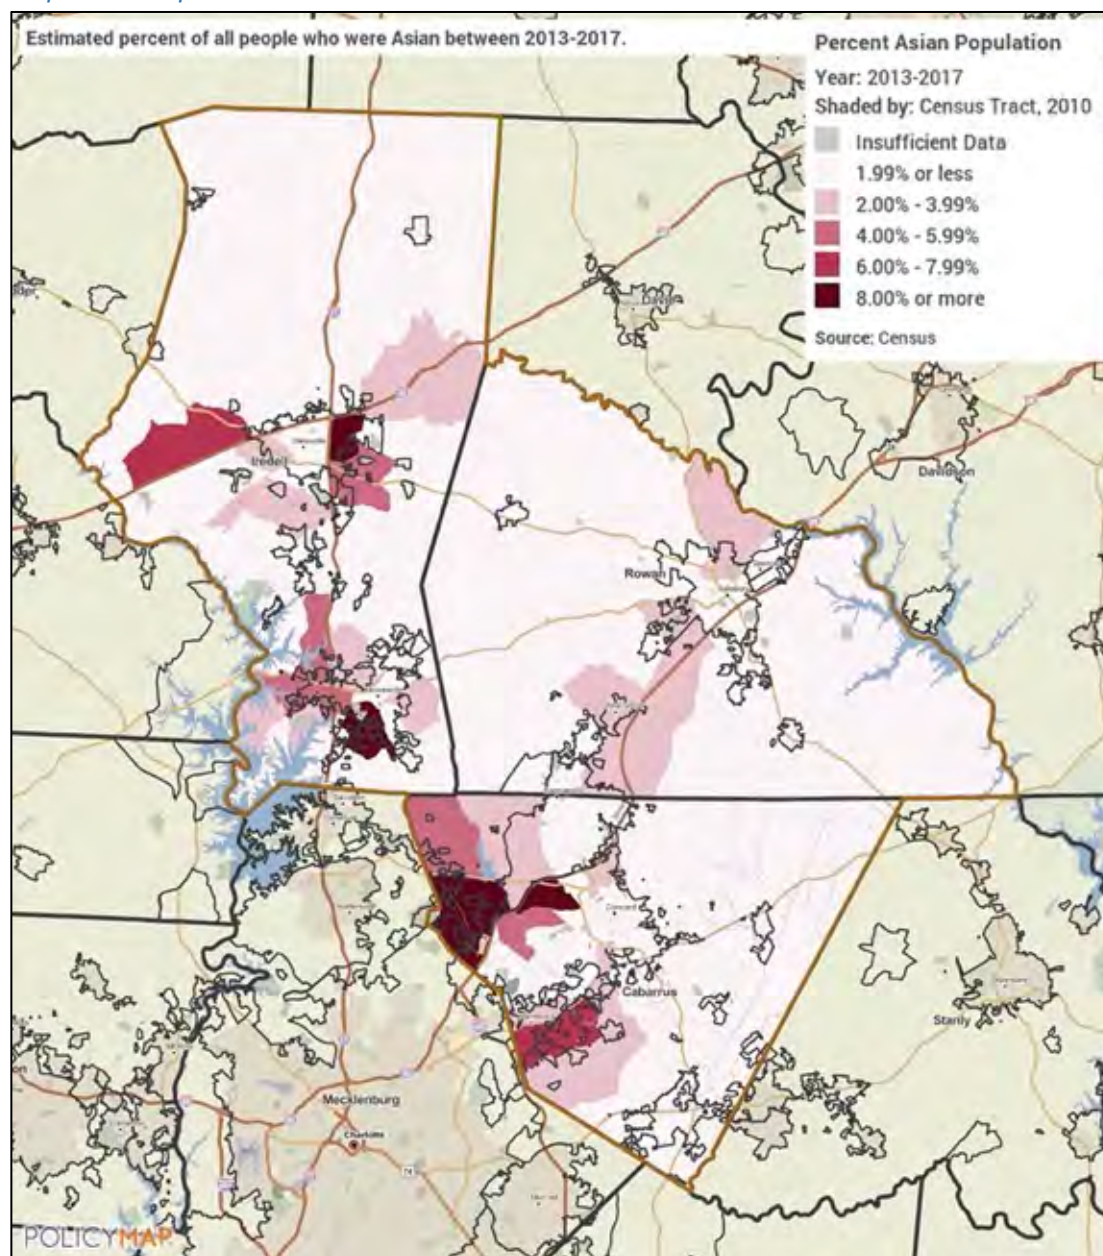 Estimated percent of all people who were Asian between 2013-2017.
Percent Asian Population
Year: 2013-2017
Shaded by: Census Tract, 2010
Insufficient Data
1.99% or less
2.00% - 3.99%
4.00% - 5.99%
6.00% - 7.99%
8.00% or more
Source: Census
Davie
Iredell
Davidson
Rowan
Concord
Cabarrus
Stanly
Mecklenburg
Charlotte
POLICYMAP